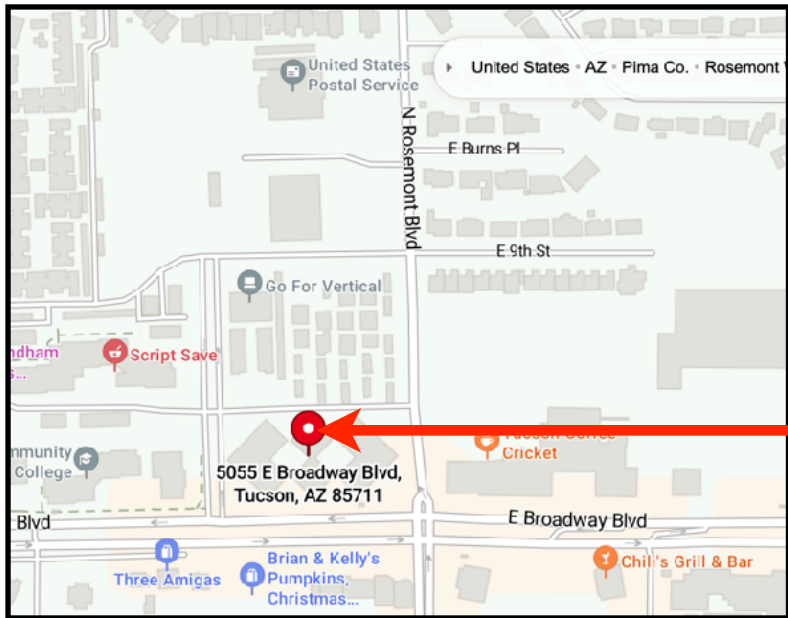 United States
Postal Service
United States • AZ • Pima Co. • Rosemont
N Rosemont Blvd
E Burns Pl
E 9th St
Go For Vertical
ndham
s...
Script Save
mmunity
College
5055 E Broadway Blvd,
Tucson, AZ 85711
Cricket
Blvd
E Broadway Blvd
Three Amigas
Brian & Kelly's
Pumpkins,
Christmas...
Chili's Grill & Bar